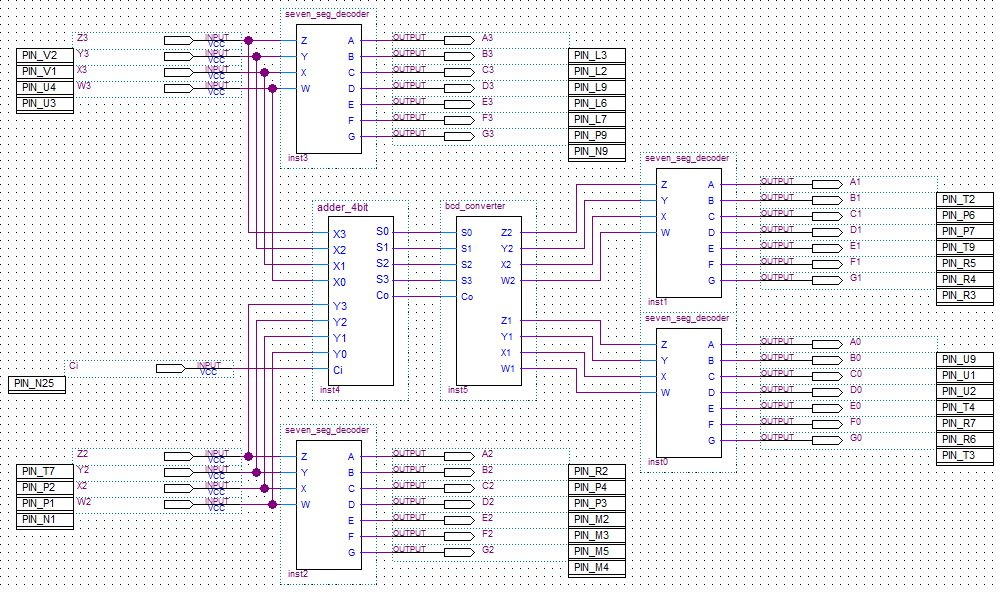 seven_seg_decoder
Z3 INPUT VCC
Y3 INPUT VCC
X3 INPUT VCC
W3 INPUT VCC
PIN_V2
PIN_V1
PIN_U4
PIN_U3
Z A
Y B
X C
W D
E
F
G
inst3
OUTPUT A3
OUTPUT B3
OUTPUT C3
OUTPUT D3
OUTPUT E3
OUTPUT F3
OUTPUT G3
PIN_L3
PIN_L2
PIN_L9
PIN_L6
PIN_L7
PIN_P9
PIN_N9
adder_4bit
X3 S0
X2 S1
X1 S2
X0 S3
Co
Y3
Y2
Y1
Y0
Ci
inst4
Ci INPUT VCC
PIN_N25
bcd_converter
S0 Z2
S1 Y2
S2 X2
S3 W2
Co
Z1
Y1
X1
W1
inst5
seven_seg_decoder
Z A
Y B
X C
W D
E
F
G
inst1
OUTPUT A1
OUTPUT B1
OUTPUT C1
OUTPUT D1
OUTPUT E1
OUTPUT F1
OUTPUT G1
PIN_T2
PIN_P6
PIN_P7
PIN_T9
PIN_R5
PIN_R4
PIN_R3
seven_seg_decoder
Z A
Y B
X C
W D
E
F
G
inst0
OUTPUT A0
OUTPUT B0
OUTPUT C0
OUTPUT D0
OUTPUT E0
OUTPUT F0
OUTPUT G0
PIN_U9
PIN_U1
PIN_U2
PIN_T4
PIN_R7
PIN_R6
PIN_T3
seven_seg_decoder
Z2 INPUT VCC
Y2 INPUT VCC
X2 INPUT VCC
W2 INPUT VCC
PIN_T7
PIN_P2
PIN_P1
PIN_N1
Z A
Y B
X C
W D
E
F
G
inst2
OUTPUT A2
OUTPUT B2
OUTPUT C2
OUTPUT D2
OUTPUT E2
OUTPUT F2
OUTPUT G2
PIN_R2
PIN_P4
PIN_P3
PIN_M2
PIN_M3
PIN_M5
PIN_M4